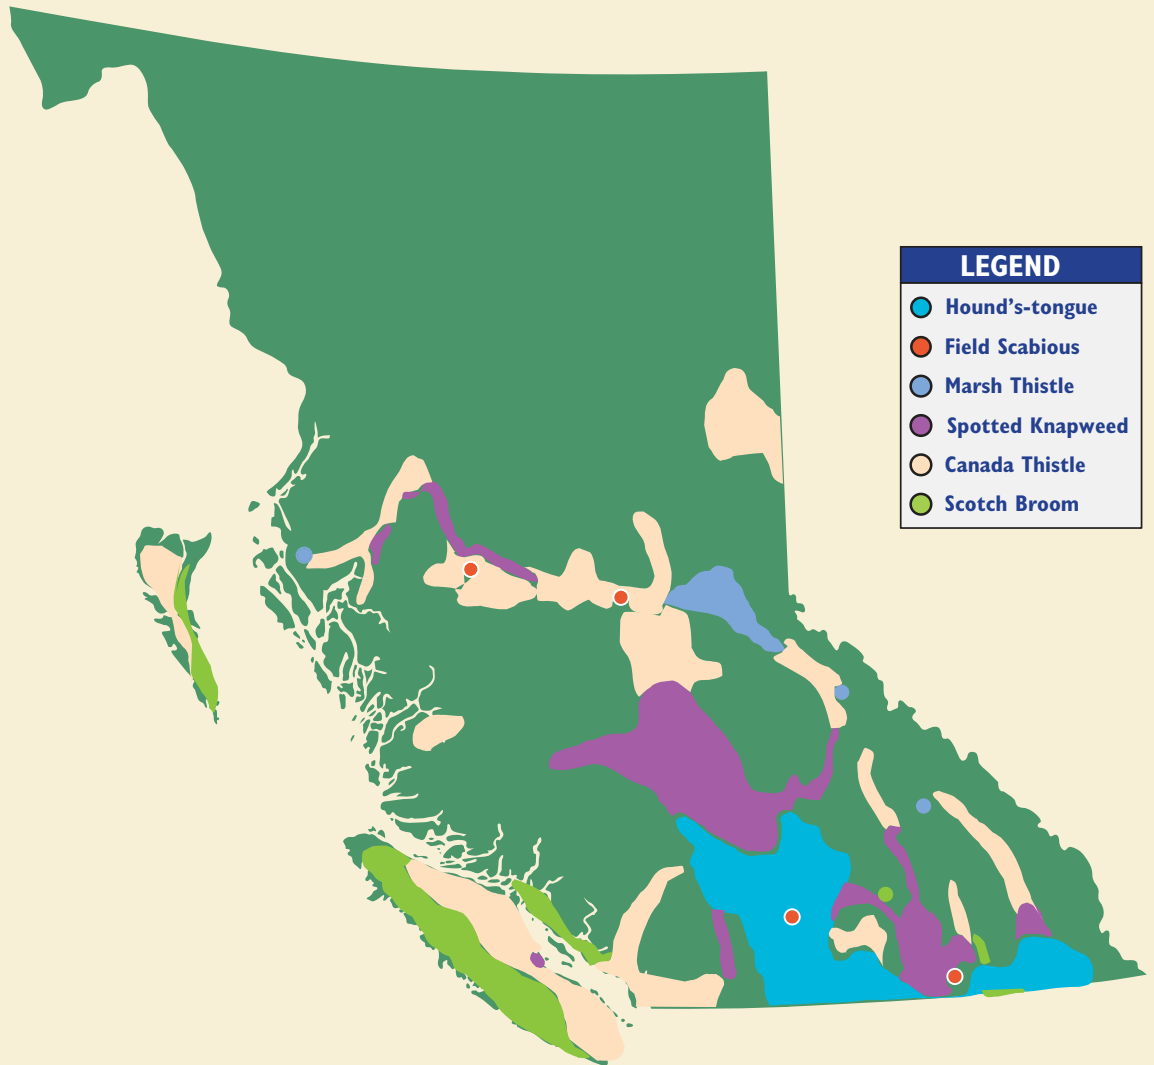 LEGEND
Hound's-tongue
Field Scabious
Marsh Thistle
Spotted Knapweed
Canada Thistle
Scotch Broom